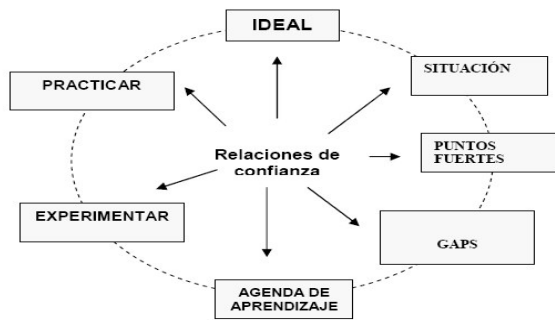 IDEAL
SITUACIÓN
PRACTICAR
PUNTOS
FUERTES
Relaciones de
confianza
EXPERIMENTAR
GAPS
AGENDA DE
APRENDIZAJE